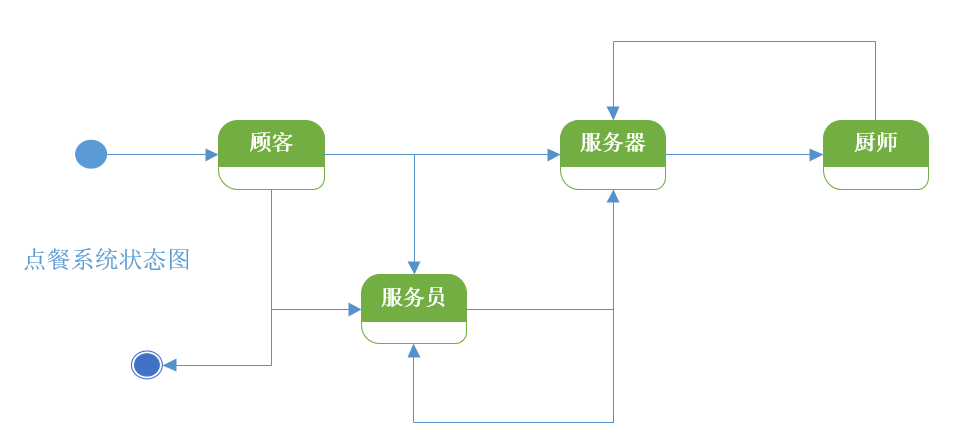 顾客
服务器
厨师
点餐系统状态图
服务员